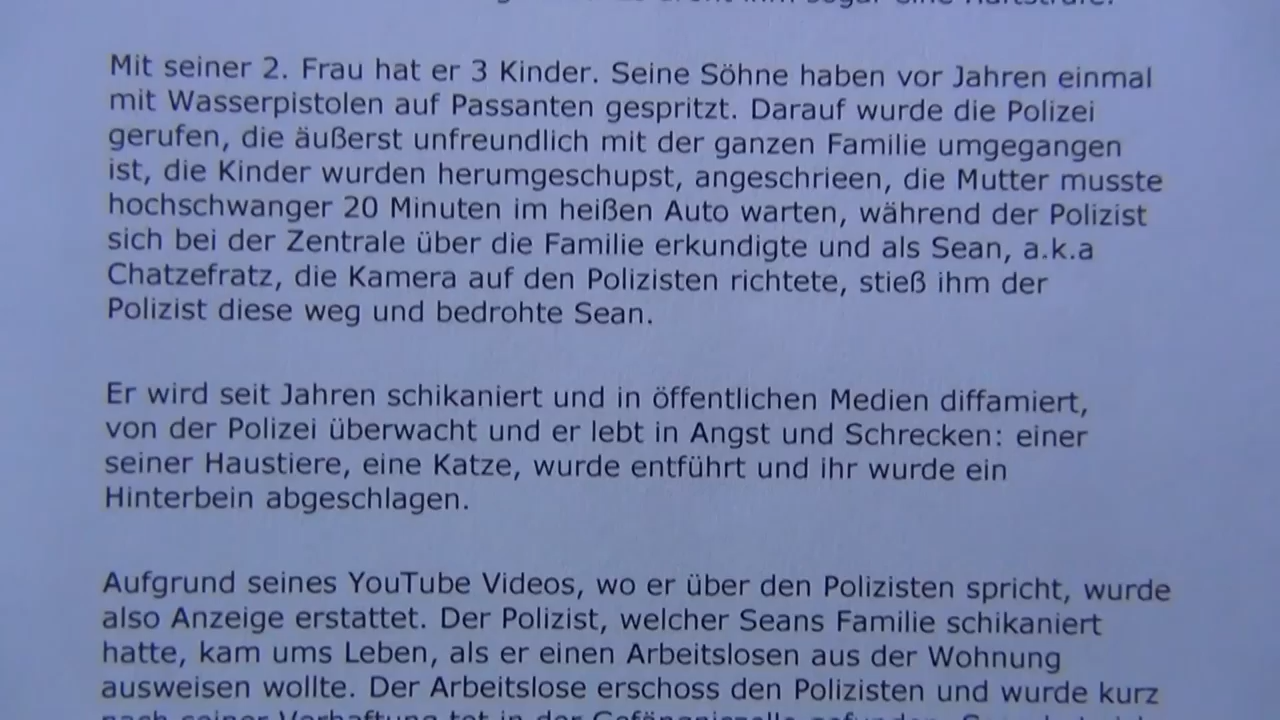 Mit seiner 2. Frau hat er 3 Kinder. Seine Söhne haben vor Jahren einmal
mit Wasserpistolen auf Passanten gespritzt. Darauf wurde die Polizei
gerufen, die äußerst unfreundlich mit der ganzen Familie umgegangen
ist, die Kinder wurden herumgeschupst, angeschrieen, die Mutter musste
hochschwanger 20 Minuten im heißen Auto warten, während der Polizist
sich bei der Zentrale über die Familie erkundigte und als Sean, a.k.a
Chatzefratz, die Kamera auf den Polizisten richtete, stieß ihm der
Polizist diese weg und bedrohte Sean.
Er wird seit Jahren schikaniert und in öffentlichen Medien diffamiert,
von der Polizei überwacht und er lebt in Angst und Schrecken: einer
seiner Haustiere, eine Katze, wurde entführt und ihr wurde ein
Hinterbein abgeschlagen.
Aufgrund seines YouTube Videos, wo er über den Polizisten spricht, wurde
also Anzeige erstattet. Der Polizist, welcher Seans Familie schikaniert
hatte, kam ums Leben, als er einen Arbeitslosen aus der Wohnung
ausweisen wollte. Der Arbeitslose erschoss den Polizisten und wurde kurz